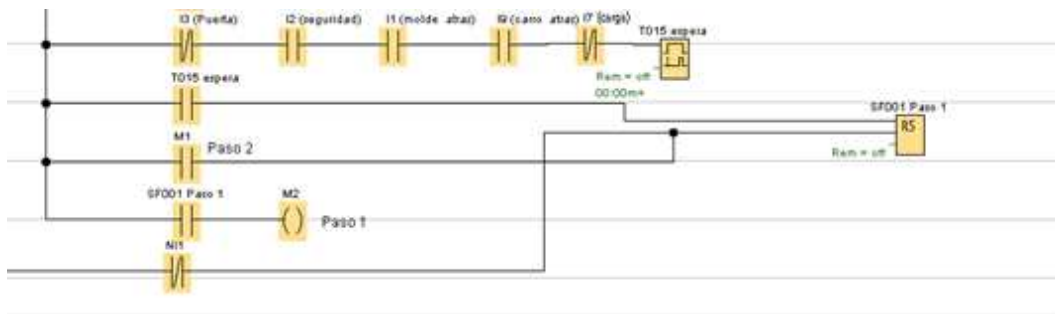 I3 (Puerta) I2 (seguridad) I1 (molde atras) I9 (carro atras) I7 (carga)
T015 espera
Rem = off
00:00m+
T015 espera
SF001 Paso 1
RS
Rem = off
M1
Paso 2
SF001 Paso 1 M2
Paso 1
NI1